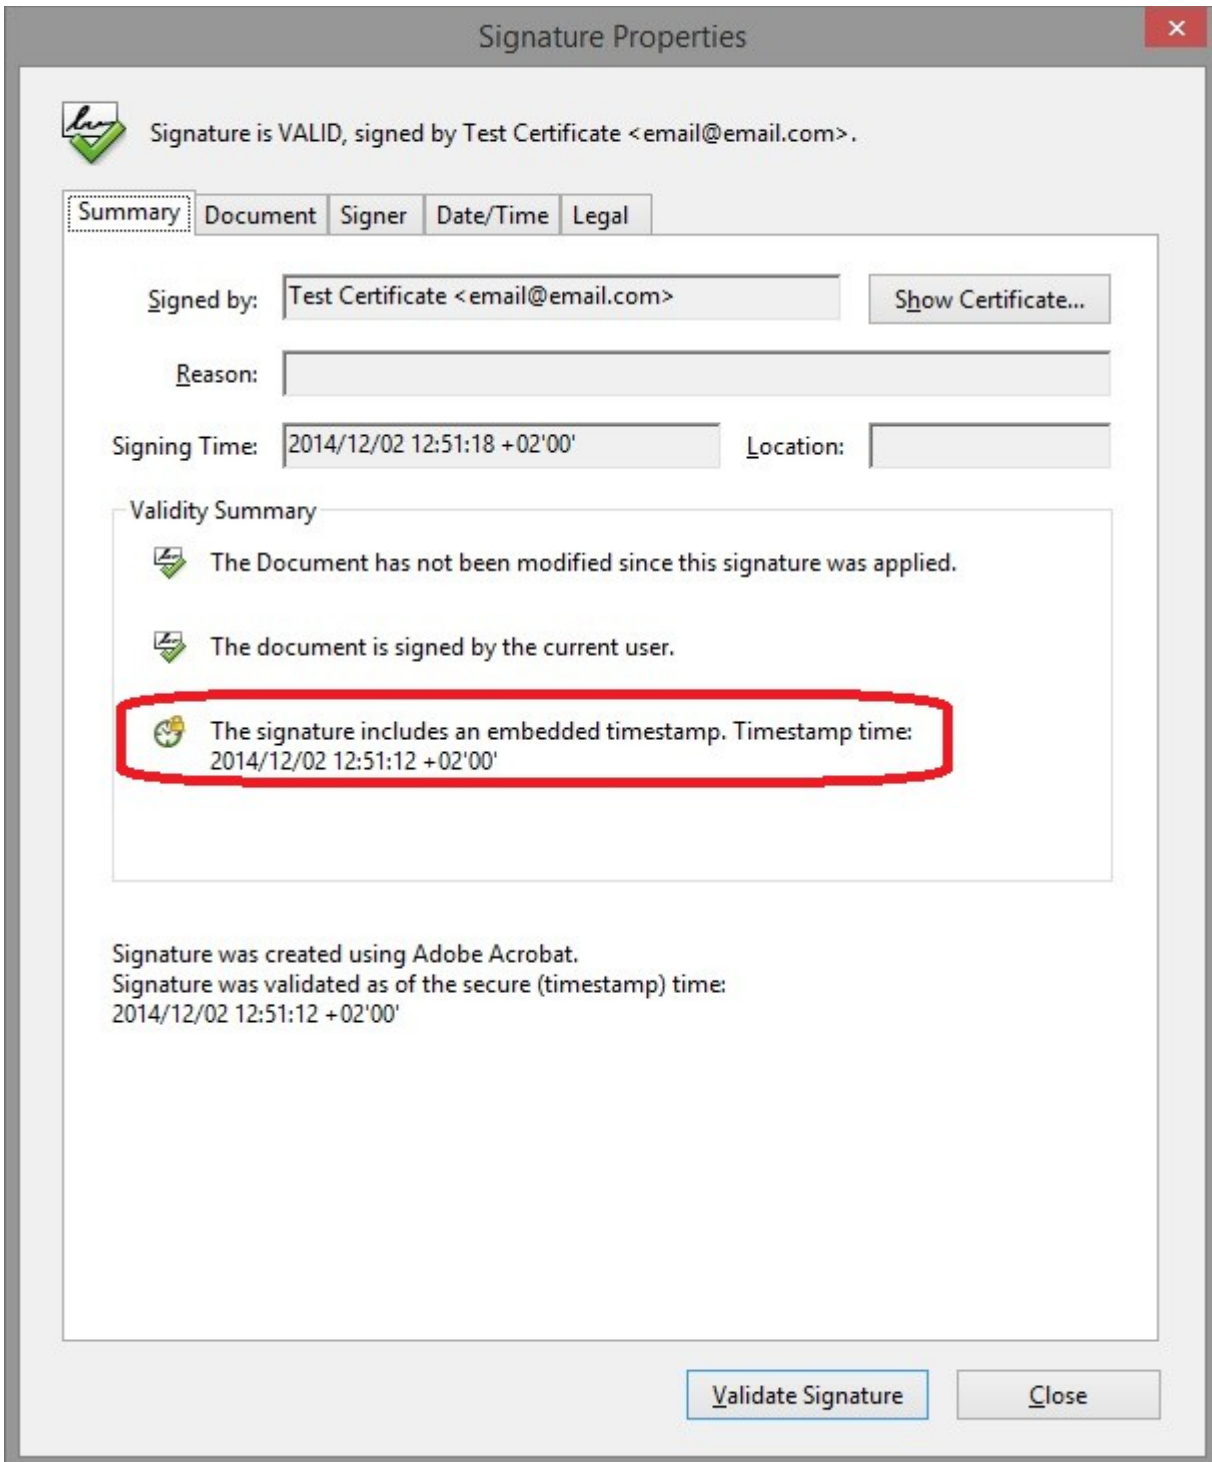 Signature Properties
Signature is VALID, signed by Test Certificate <email@email.com>.
Summary Document Signer Date/Time Legal
Signed by: Test Certificate <email@email.com> Show Certificate...
Reason:
Signing Time: 2014/12/02 12:51:18 +02'00' Location:
Validity Summary
The Document has not been modified since this signature was applied.
The document is signed by the current user.
The signature includes an embedded timestamp. Timestamp time:
2014/12/02 12:51:12 +02'00'
Signature was created using Adobe Acrobat.
Signature was validated as of the secure (timestamp) time:
2014/12/02 12:51:12 +02'00'
Validate Signature Close